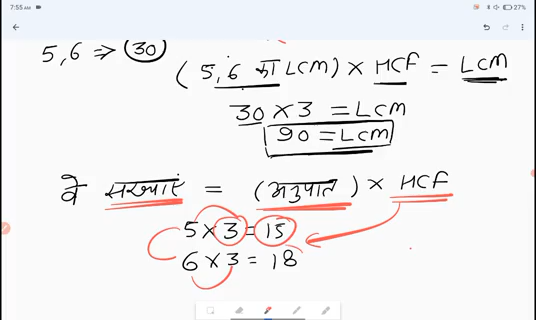 7:55 AM
27%
5,6 ⇒ 30
(5,6 का LCM) × HCF = LCM
30 × 3 = LCM
90 = LCM
वे संख्याएं = (अनुपात) × HCF
5 × 3 = 15
6 × 3 = 18